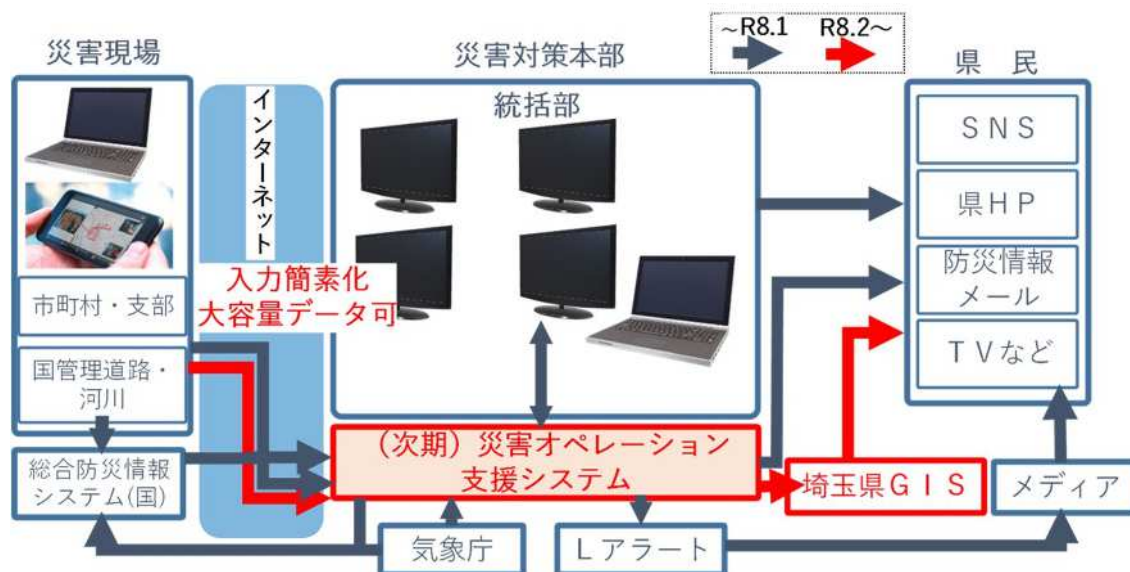 ～R8.1
R8.2～
災害現場
災害対策本部
県　民
インターネット
統括部
ＳＮＳ
県ＨＰ
防災情報
メール
ＴＶなど
入力簡素化
大容量データ可
市町村・支部
国管理道路・
河川
総合防災情報
システム(国)
（次期）災害オペレーション
支援システム
埼玉県ＧＩＳ
メディア
気象庁
Ｌアラート